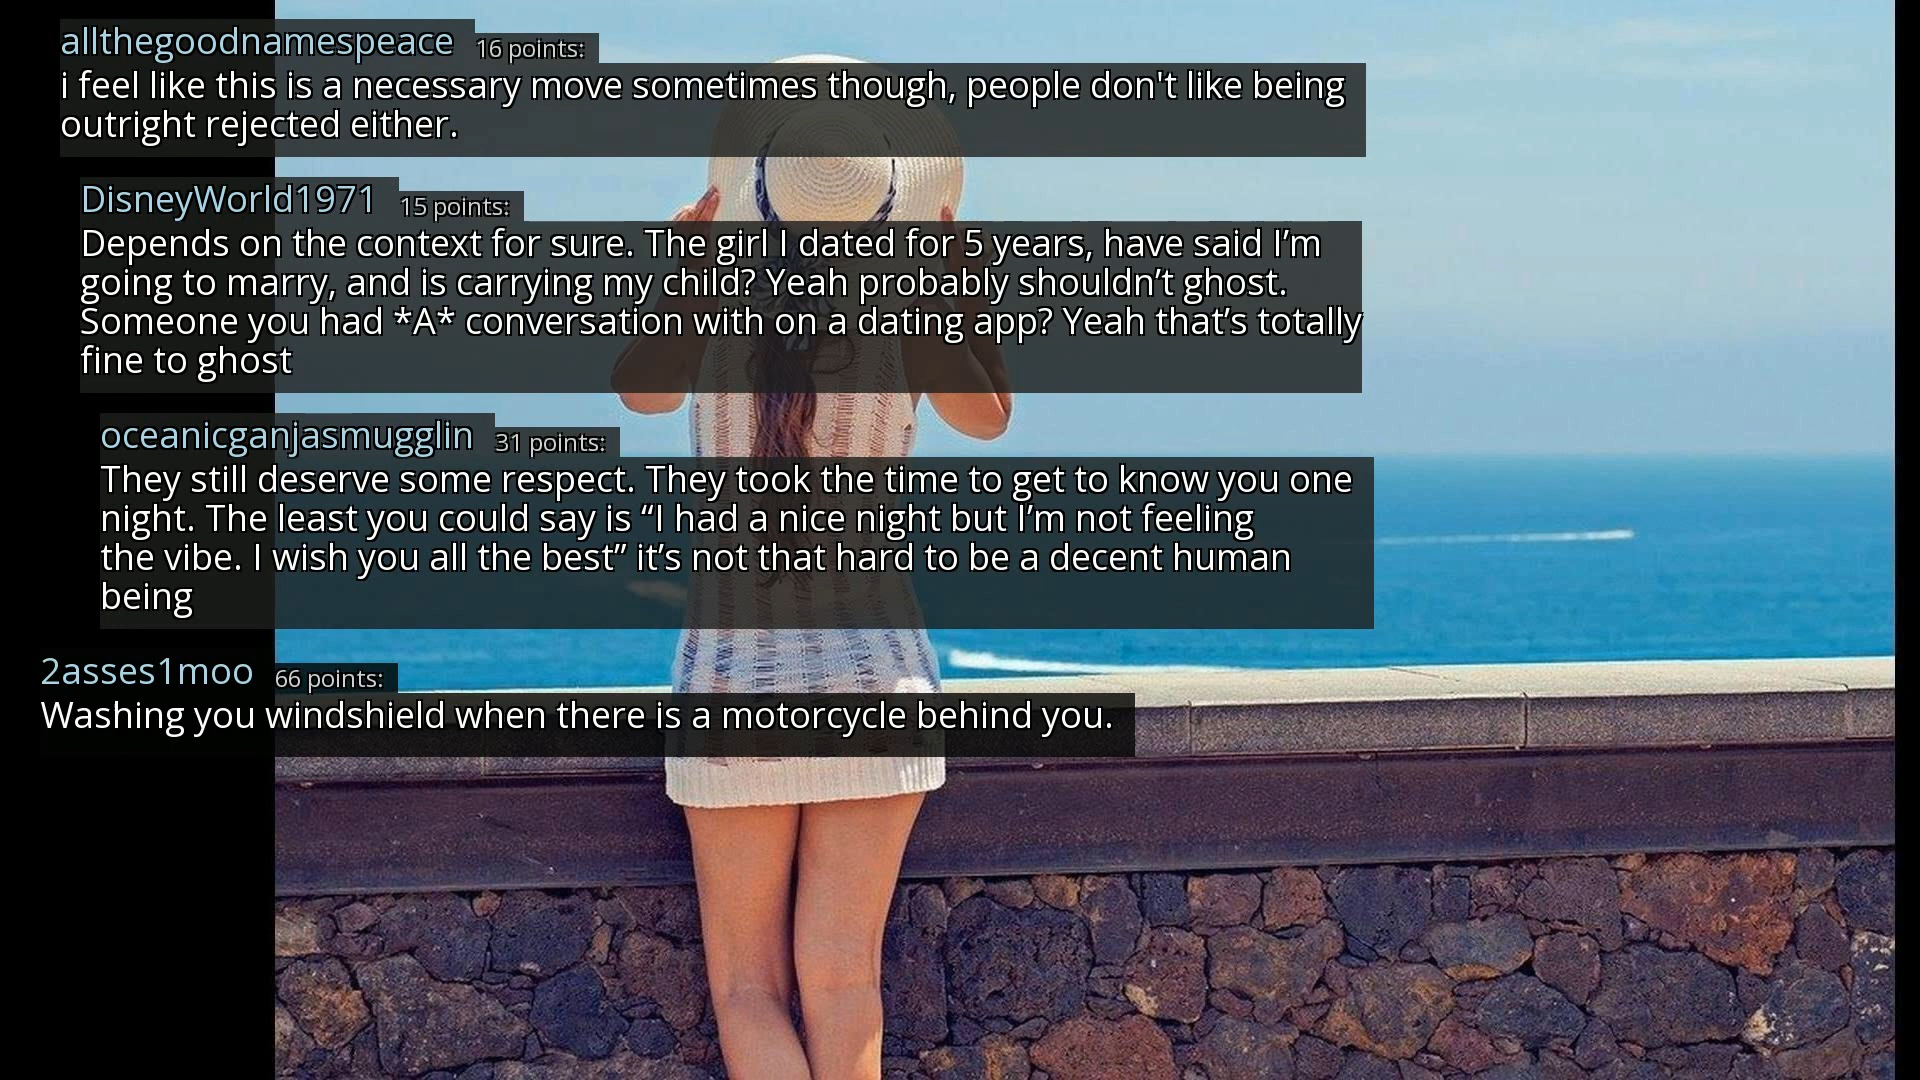 allthegoodnamespeace 16 points:
i feel like this is a necessary move sometimes though, people don't like being
outright rejected either.
DisneyWorld1971 15 points:
Depends on the context for sure. The girl I dated for 5 years, have said I’m
going to marry, and is carrying my child? Yeah probably shouldn’t ghost.
Someone you had *A* conversation with on a dating app? Yeah that’s totally
fine to ghost
oceanicganjasmugglin 31 points:
They still deserve some respect. They took the time to get to know you one
night. The least you could say is “I had a nice night but I’m not feeling
the vibe. I wish you all the best” it’s not that hard to be a decent human
being
2asses1moo 66 points:
Washing you windshield when there is a motorcycle behind you.